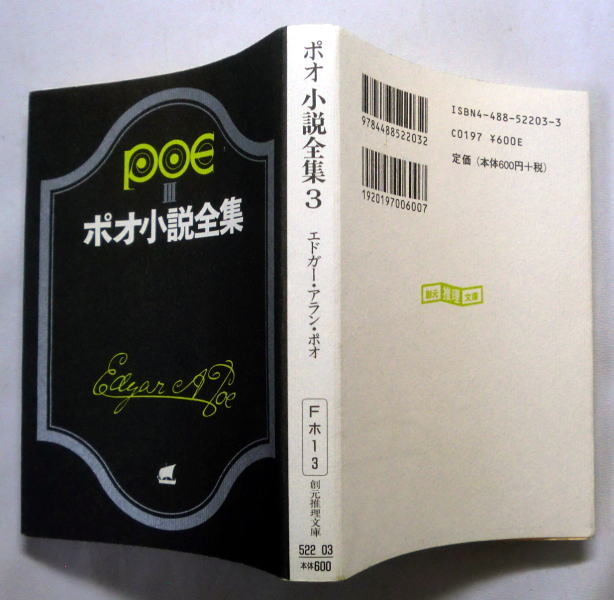 poe
III
ポオ小説全集
Edgar A Poe
ポオ 小説全集 3
エドガー・アラン・ポオ
Fホ13
創元推理文庫
522 03
本体600
9784488522032
1920197006007
ISBN4-488-52203-3
C0197 ¥600E
定価（本体600円＋税）
創元推理文庫